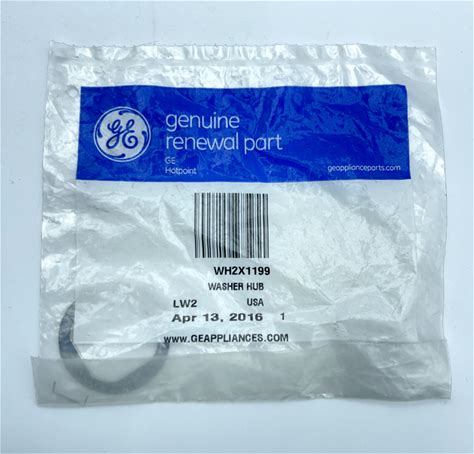 GE
genuine
renewal part
GE
Hotpoint
geapplianceparts.com
WH2X1199
WASHER HUB
LW2 USA
Apr 13, 2016 1
www.GEAPPLIANCES.COM